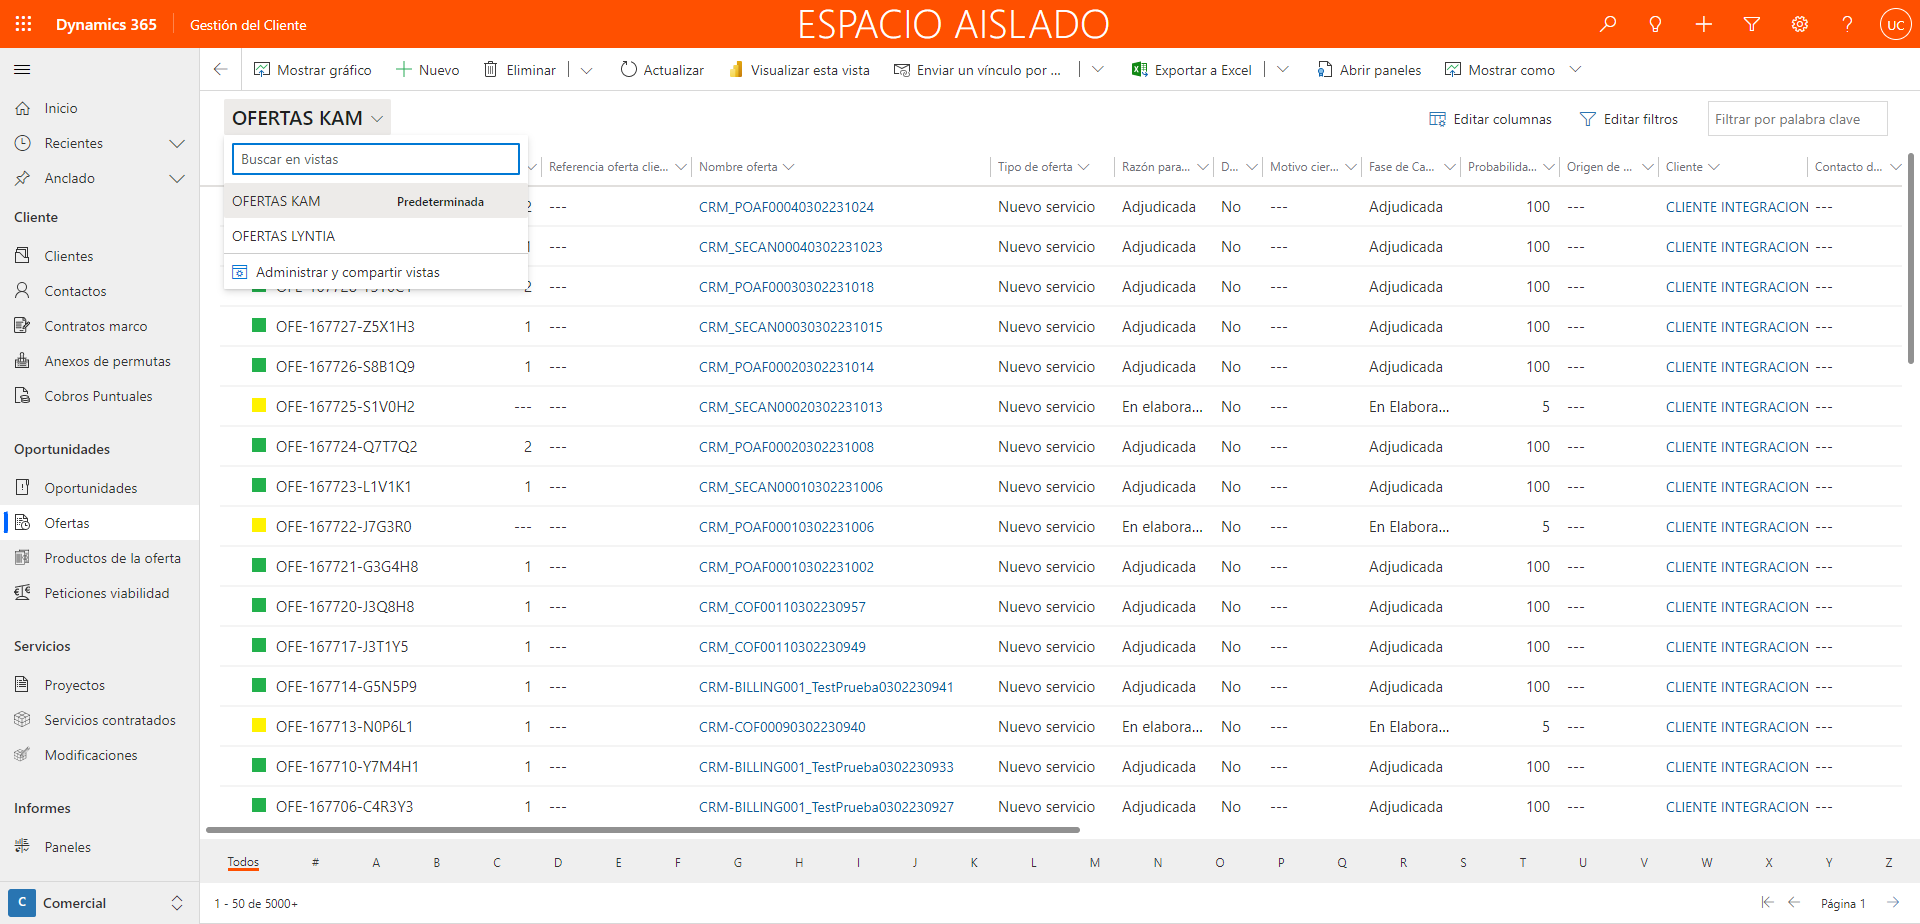 Dynamics 365
Gestión del Cliente
ESPACIO AISLADO
UC
Mostrar gráfico
Nuevo
Eliminar
Actualizar
Visualizar esta vista
Enviar un vínculo por ...
Exportar a Excel
Abrir paneles
Mostrar como
Inicio
Recientes
Anclado
Cliente
Clientes
Contactos
Contratos marco
Anexos de permutas
Cobros Puntuales
Oportunidades
Oportunidades
Ofertas
Productos de la oferta
Peticiones viabilidad
Servicios
Proyectos
Servicios contratados
Modificaciones
Informes
Paneles
C Comercial
OFERTAS KAM
Editar columnas
Editar filtros
Filtrar por palabra clave
Buscar en vistas
OFERTAS KAM Predeterminada
OFERTAS LYNTIA
Administrar y compartir vistas
Referencia oferta clie... Nombre oferta Tipo de oferta Razón para... D... Motivo cier... Fase de Ca... Probabilida... Origen de ... Cliente Contacto d...
2 --- CRM_POAF00040302231024 Nuevo servicio Adjudicada No --- Adjudicada 100 --- CLIENTE INTEGRACION ---
1 --- CRM_SECAN00040302231023 Nuevo servicio Adjudicada No --- Adjudicada 100 --- CLIENTE INTEGRACION ---
2 --- CRM_POAF00030302231018 Nuevo servicio Adjudicada No --- Adjudicada 100 --- CLIENTE INTEGRACION ---
OFE-167727-Z5X1H3 1 --- CRM_SECAN00030302231015 Nuevo servicio Adjudicada No --- Adjudicada 100 --- CLIENTE INTEGRACION ---
OFE-167726-S8B1Q9 1 --- CRM_POAF00020302231014 Nuevo servicio Adjudicada No --- Adjudicada 100 --- CLIENTE INTEGRACION ---
OFE-167725-S1V0H2 --- --- CRM_SECAN00020302231013 Nuevo servicio En elabora... No --- En Elabora... 5 --- CLIENTE INTEGRACION ---
OFE-167724-Q7T7Q2 2 --- CRM_POAF00020302231008 Nuevo servicio Adjudicada No --- Adjudicada 100 --- CLIENTE INTEGRACION ---
OFE-167723-L1V1K1 1 --- CRM_SECAN00010302231006 Nuevo servicio Adjudicada No --- Adjudicada 100 --- CLIENTE INTEGRACION ---
OFE-167722-J7G3R0 --- --- CRM_POAF00010302231006 Nuevo servicio En elabora... No --- En Elabora... 5 --- CLIENTE INTEGRACION ---
OFE-167721-G3G4H8 1 --- CRM_POAF00010302231002 Nuevo servicio Adjudicada No --- Adjudicada 100 --- CLIENTE INTEGRACION ---
OFE-167720-J3Q8H8 1 --- CRM_COF00110302230957 Nuevo servicio Adjudicada No --- Adjudicada 100 --- CLIENTE INTEGRACION ---
OFE-167717-J3T1Y5 1 --- CRM_COF00110302230949 Nuevo servicio Adjudicada No --- Adjudicada 100 --- CLIENTE INTEGRACION ---
OFE-167714-G5N5P9 1 --- CRM-BILLING001_TestPrueba0302230941 Nuevo servicio Adjudicada No --- Adjudicada 100 --- CLIENTE INTEGRACION ---
OFE-167713-N0P6L1 1 --- CRM-COF00090302230940 Nuevo servicio En elabora... No --- En Elabora... 5 --- CLIENTE INTEGRACION ---
OFE-167710-Y7M4H1 1 --- CRM-BILLING001_TestPrueba0302230933 Nuevo servicio Adjudicada No --- Adjudicada 100 --- CLIENTE INTEGRACION ---
OFE-167706-C4R3Y3 1 --- CRM-BILLING001_TestPrueba0302230927 Nuevo servicio Adjudicada No --- Adjudicada 100 --- CLIENTE INTEGRACION ---
Todos # A B C D E F G H I J K L M N O P Q R S T U V W X Y Z
1 - 50 de 5000+
Página 1